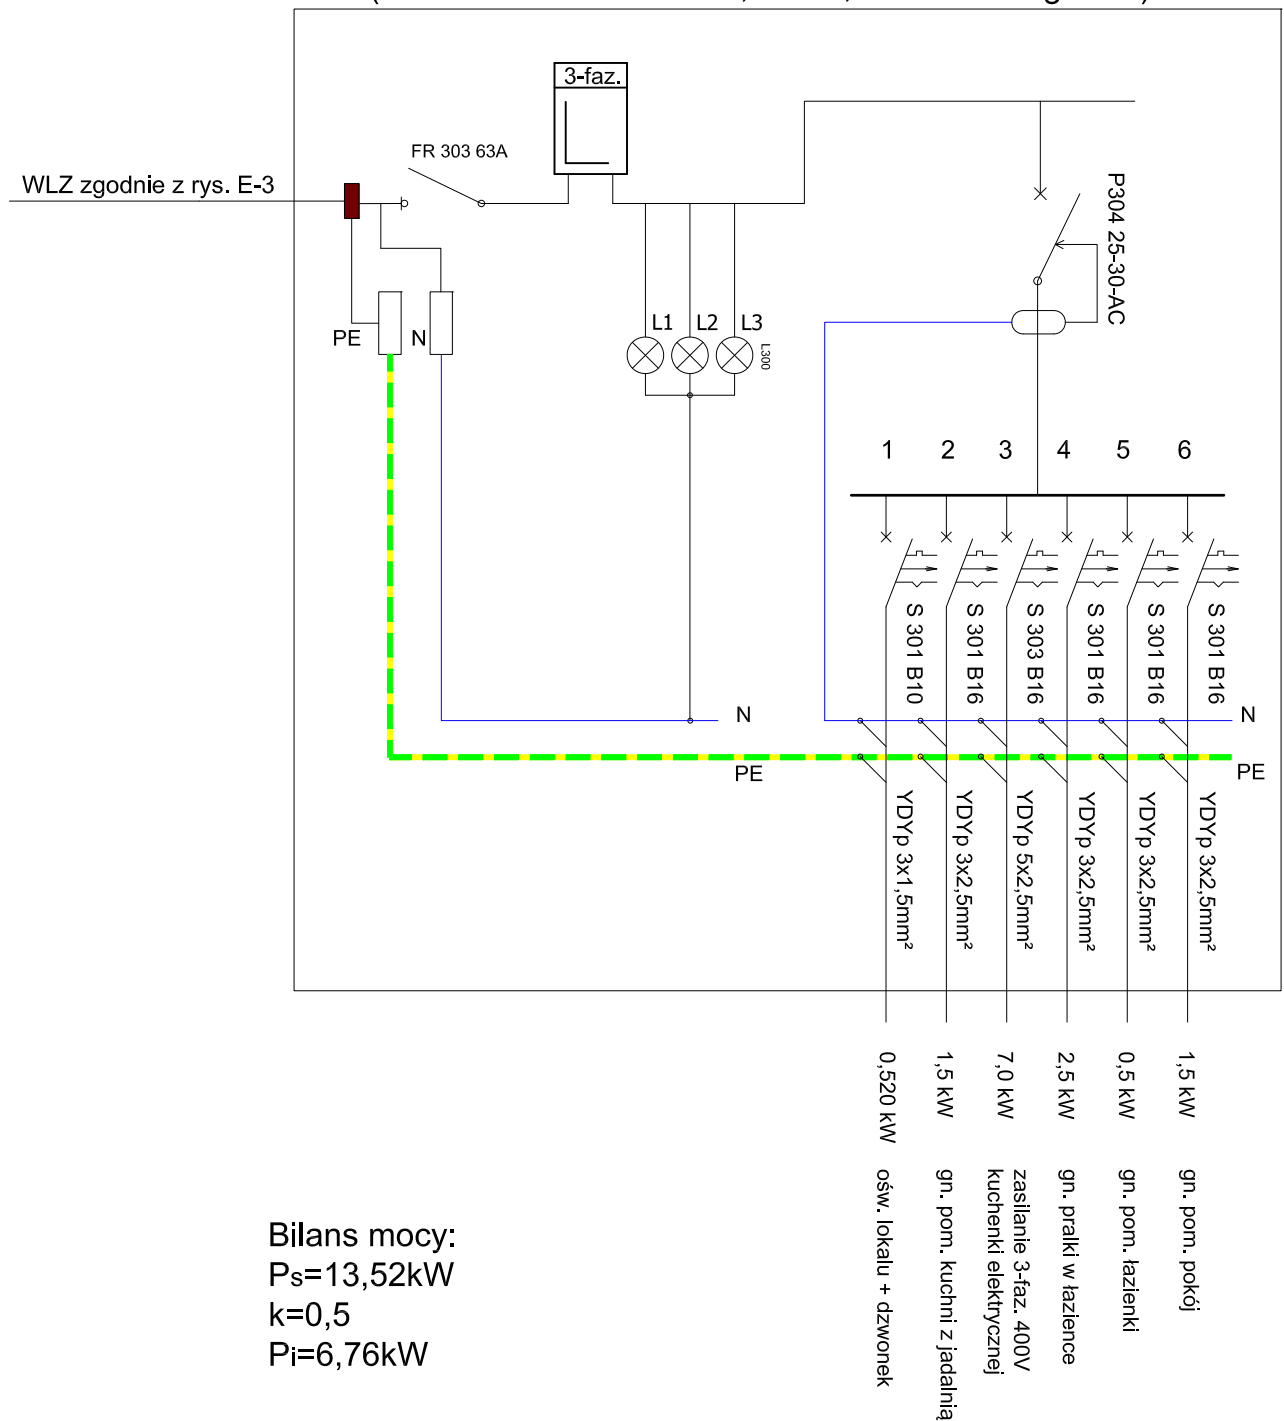 3-faz.
FR 303 63A
WLZ zgodnie z rys. E-3
P304 25-30-AC
L1 L2 L3
L300
PE N
1 2 3 4 5 6
S 301 B10
S 301 B16
S 303 B16
S 301 B16
S 301 B16
S 301 B16
N
N
PE
PE
YDYp 3x1,5mm²
YDYp 3x2,5mm²
YDYp 5x2,5mm²
YDYp 3x2,5mm²
YDYp 3x2,5mm²
YDYp 3x2,5mm²
0,520 kW ośw. lokalu + dzwonek
1,5 kW gn. pom. kuchni z jadalnią
7,0 kW zasilanie 3-faz. 400V
kuchenki elektrycznej
2,5 kW gn. pralki w łazience
0,5 kW gn. pom. łazienki
1,5 kW gn. pom. pokój
Bilans mocy:
Ps=13,52kW
k=0,5
Pi=6,76kW